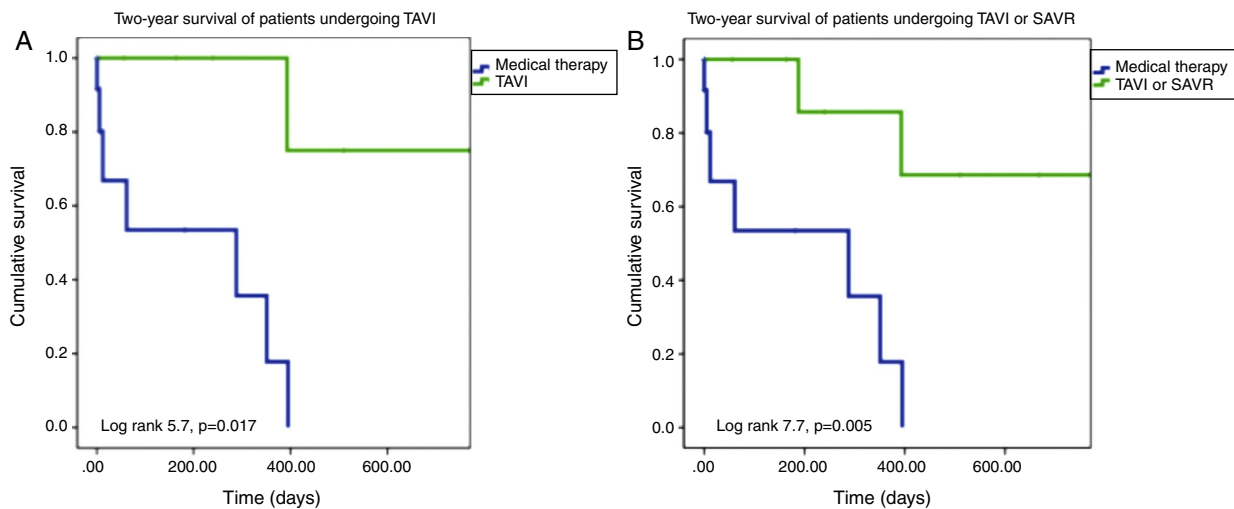 Two-year survival of patients undergoing TAVI
A
1.0
0.8
0.6
0.4
0.2
0.0
Cumulative survival
Medical therapy
TAVI
Log rank 5.7, p=0.017
.00 200.00 400.00 600.00
Time (days)
Two-year survival of patients undergoing TAVI or SAVR
B
1.0
0.8
0.6
0.4
0.2
0.0
Cumulative survival
Medical therapy
TAVI or SAVR
Log rank 7.7, p=0.005
.00 200.00 400.00 600.00
Time (days)